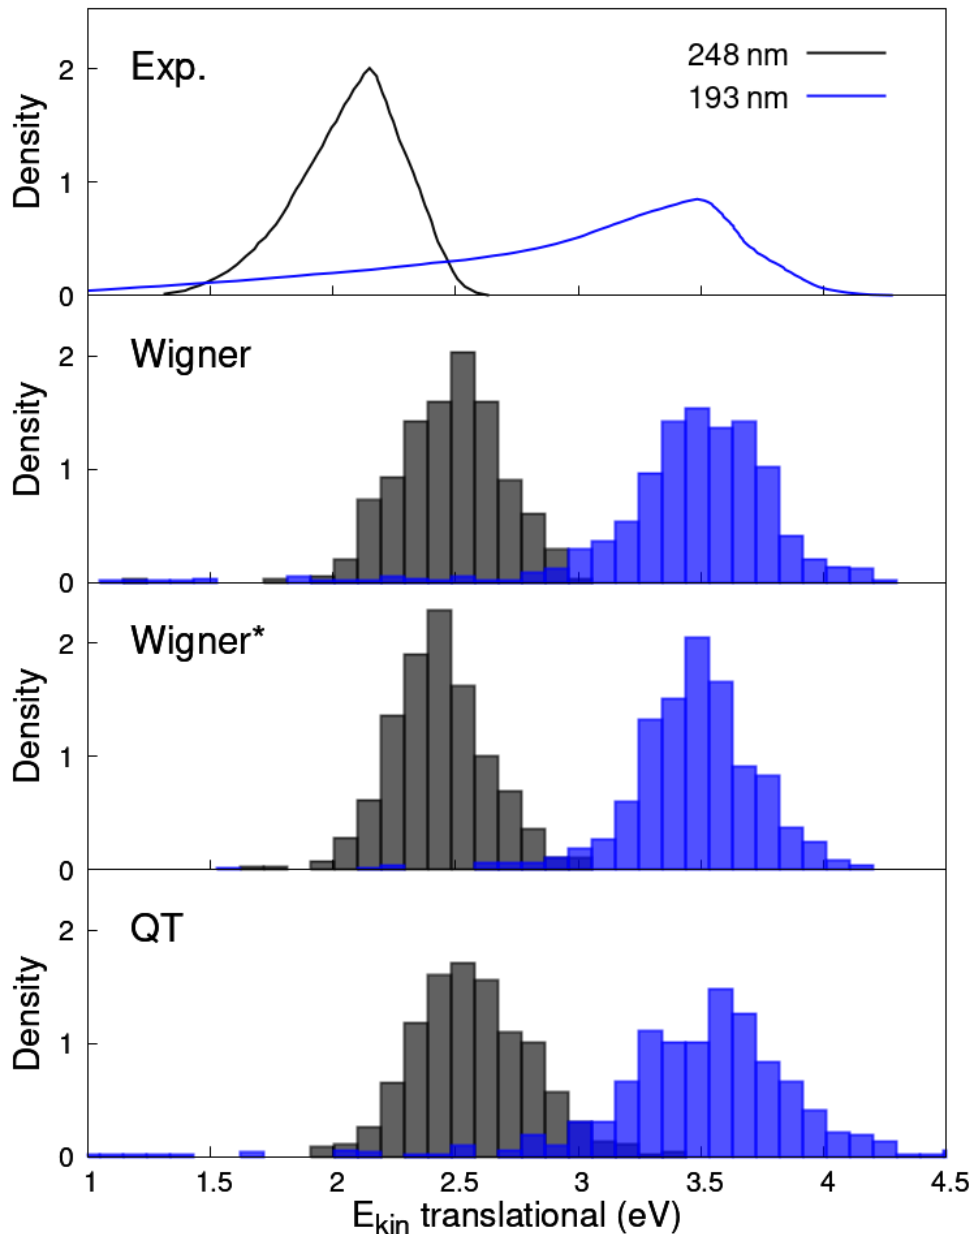 Exp.
248 nm
193 nm
Density
2
1
0
Wigner
Density
2
1
0
Wigner*
Density
2
1
0
QT
Density
2
1
0
1 1.5 2 2.5 3 3.5 4 4.5
Ekin translational (eV)